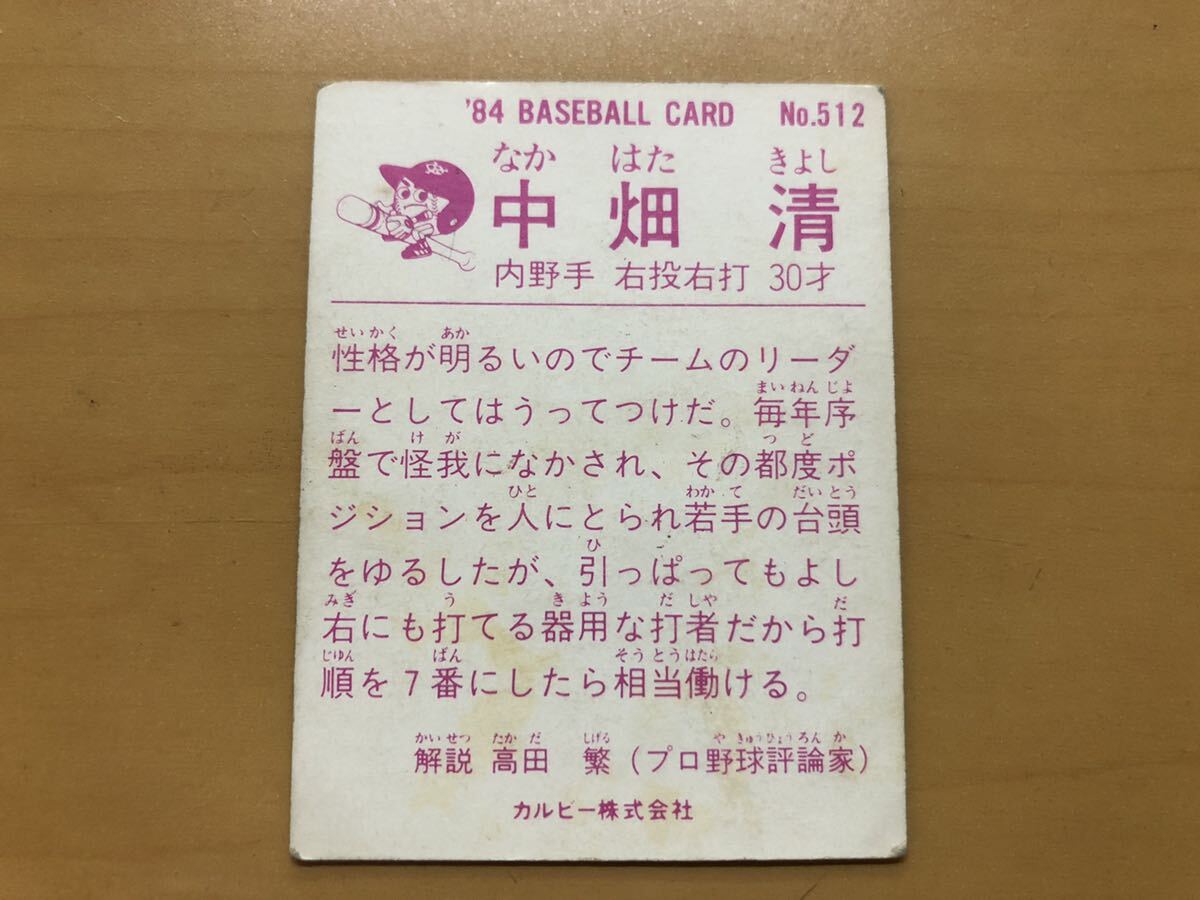 '84 BASEBALL CARD No.512
なか はた きよし
中畑 清
内野手 右投右打 30才
せいかく あか
性格が明るいのでチームのリーダ
まいねんじよ
ーとしてはうってつけだ。毎年序
ばん けが つど
盤で怪我になかされ、その都度ポ
ひと わかて だいとう
ジションを人にとられ若手の台頭
ひ
をゆるしたが、引っぱってもよし
みぎ う きよう だしや だ
右にも打てる器用な打者だから打
じゆん ばん そうとうはたら
順を7番にしたら相当働ける。
かいせつ たかだ しげる やきゅうひょうろんか
解説 高田 繁(プロ野球評論家)
カルビー株式会社